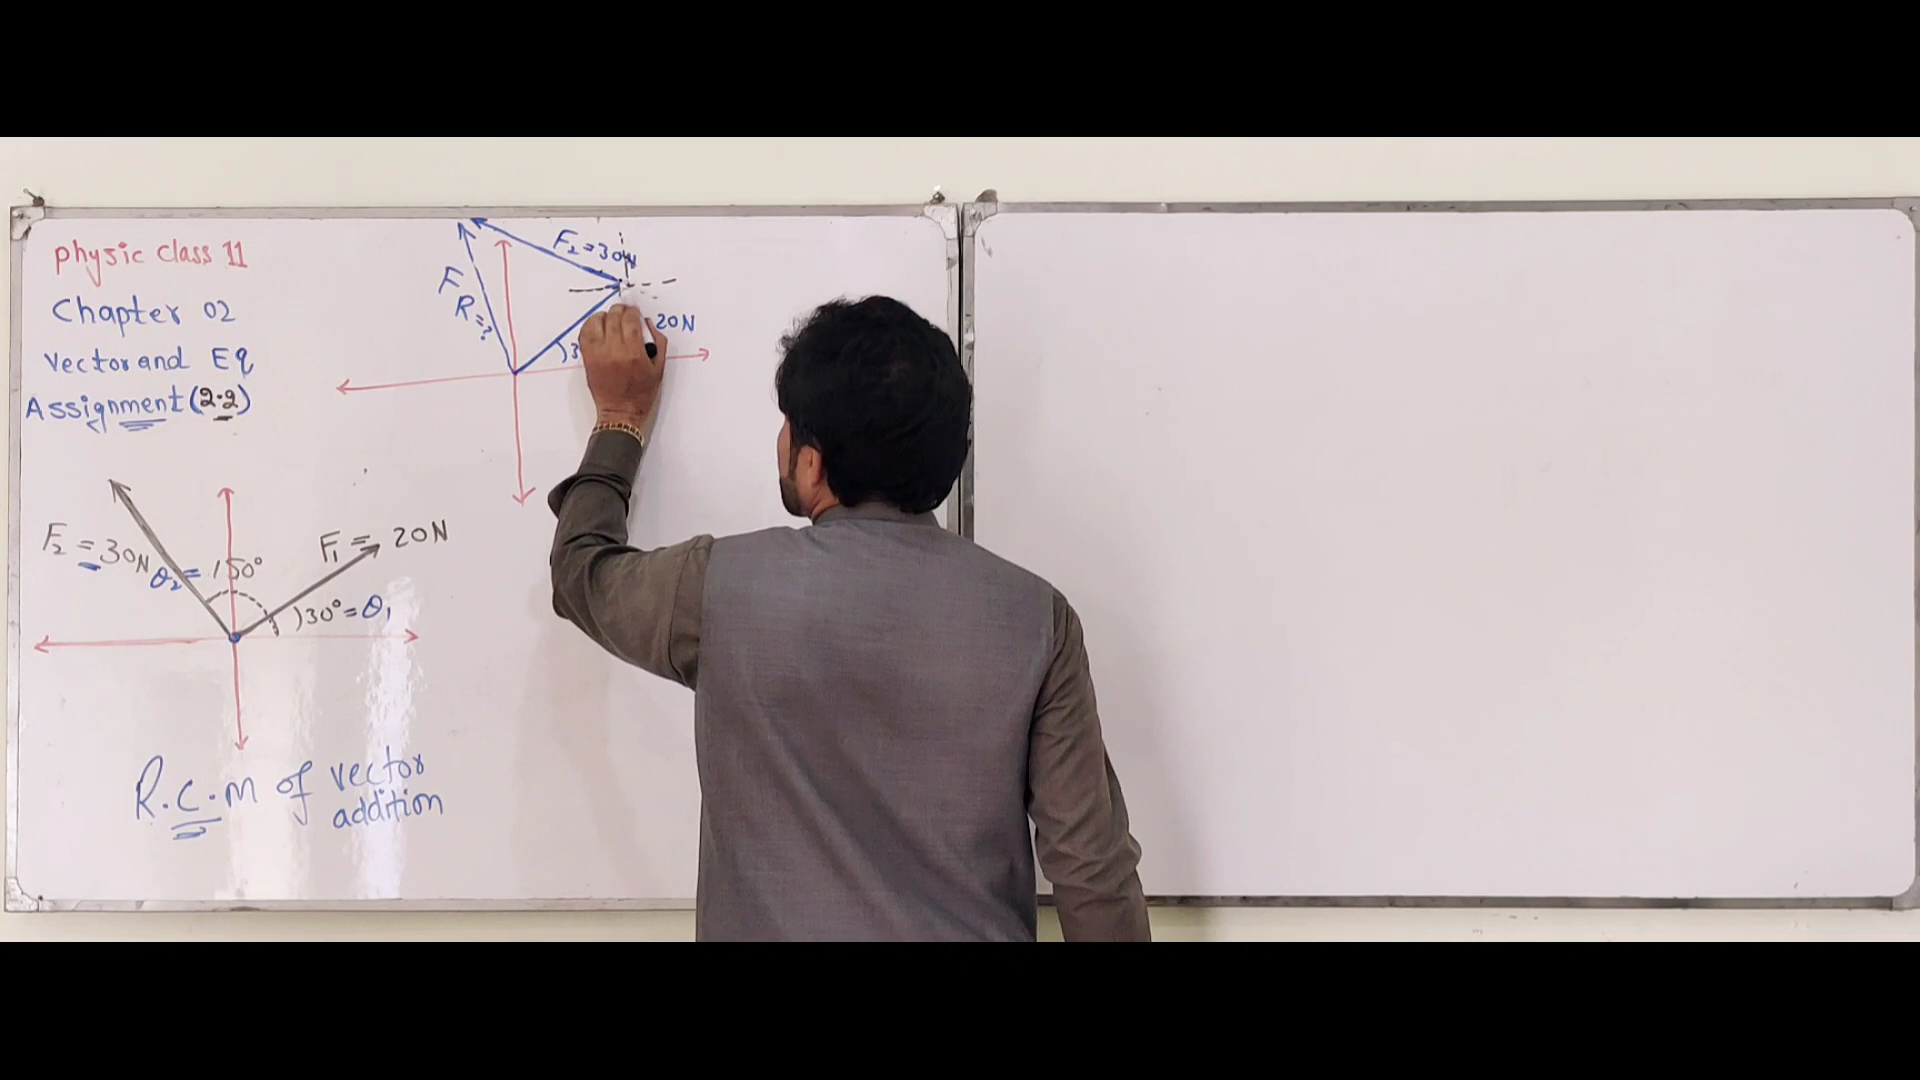 physic class 11
Chapter 02
Vector and Eq
Assignment (2.2)
F₂ = 30N
F
R = ?
20N
)3
F₂ = 30N
θ₂ = 150°
F₁ = 20N
)30° = θ₁
R.C.M of vector
addition